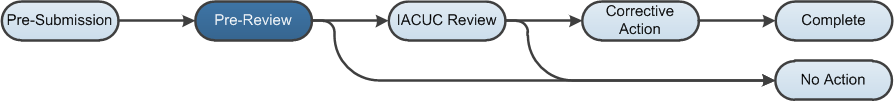 Pre-Submission
Pre-Review
IACUC Review
Corrective
Action
Complete
No Action